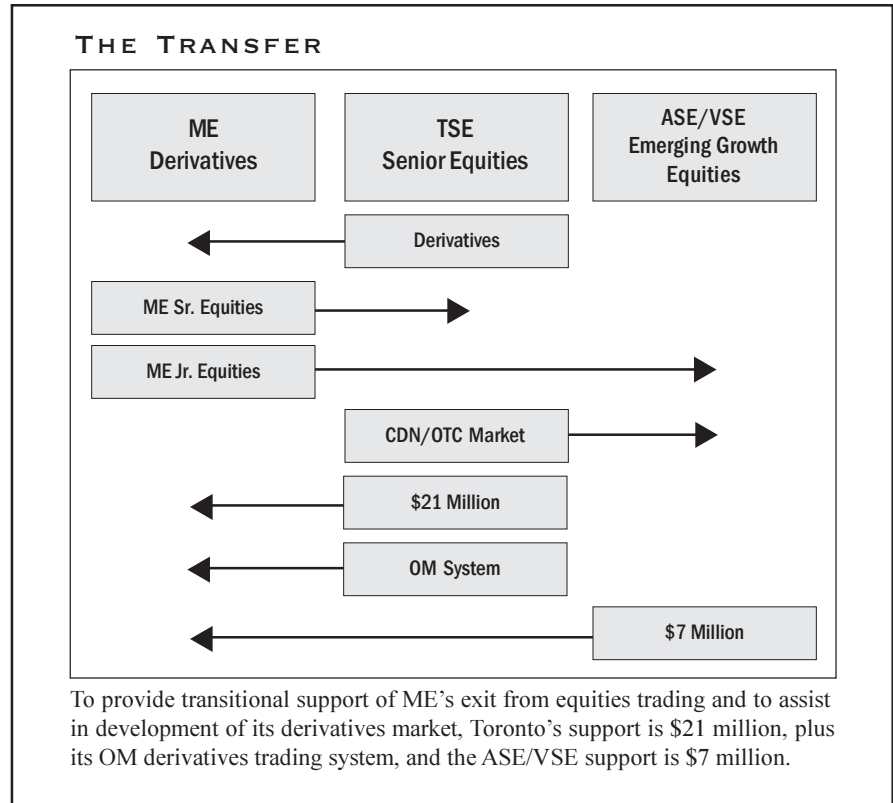 THE TRANSFER
ME
Derivatives
TSE
Senior Equities
ASE/VSE
Emerging Growth
Equities
Derivatives
ME Sr. Equities
ME Jr. Equities
CDN/OTC Market
$21 Million
OM System
$7 Million
To provide transitional support of ME's exit from equities trading and to assist
in development of its derivatives market, Toronto's support is $21 million, plus
its OM derivatives trading system, and the ASE/VSE support is $7 million.